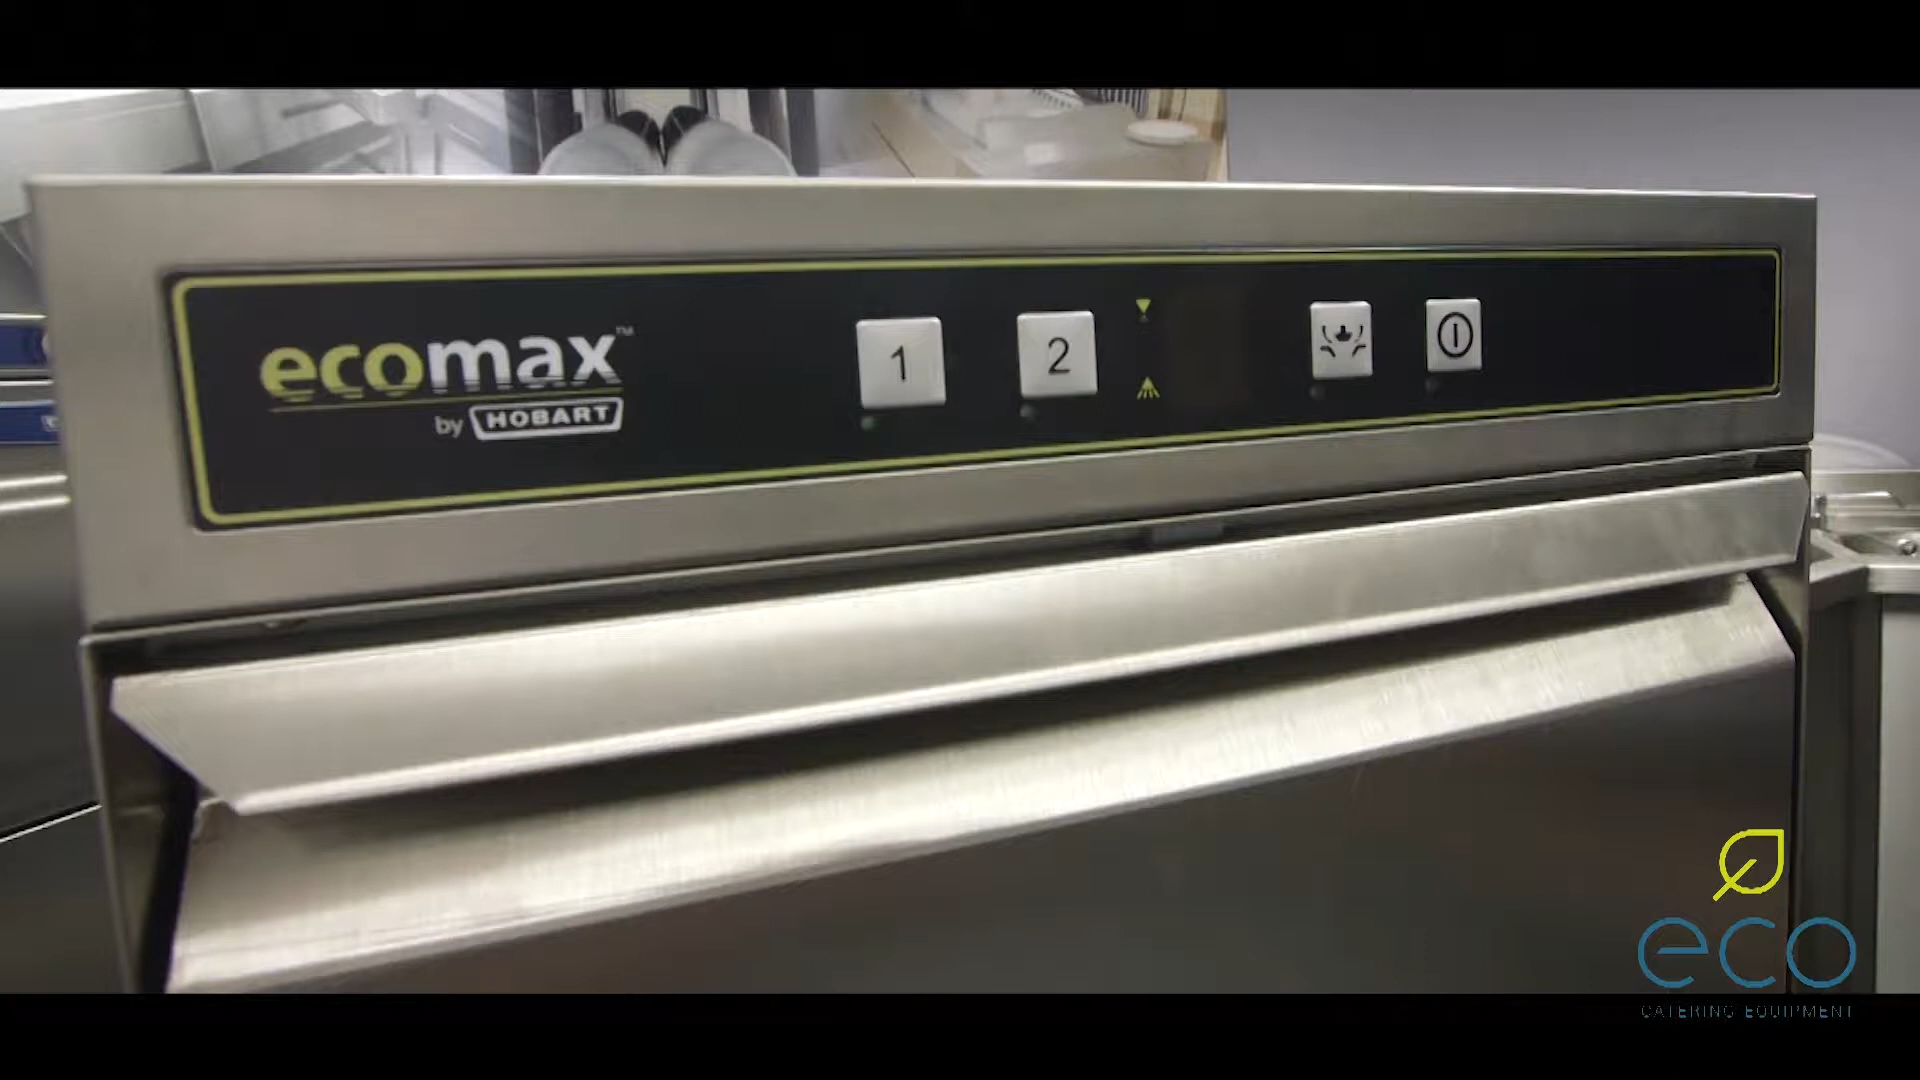 ecomax™
by HOBART
1
2
eco
CATERING EQUIPMENT